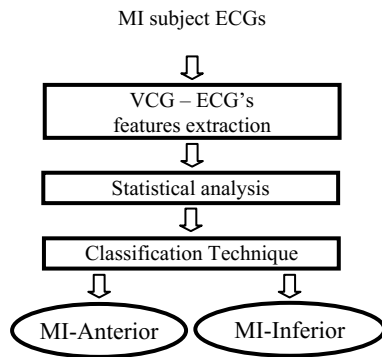 MI subject ECGs
VCG – ECG's
features extraction
Statistical analysis
Classification Technique
MI-Anterior
MI-Inferior